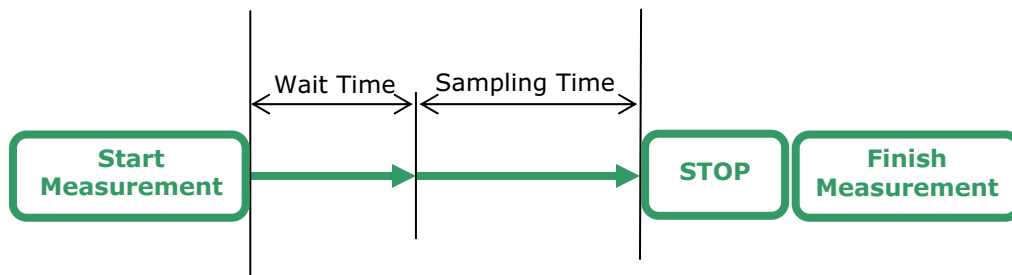 Wait Time
Sampling Time
Start
Measurement
STOP
Finish
Measurement